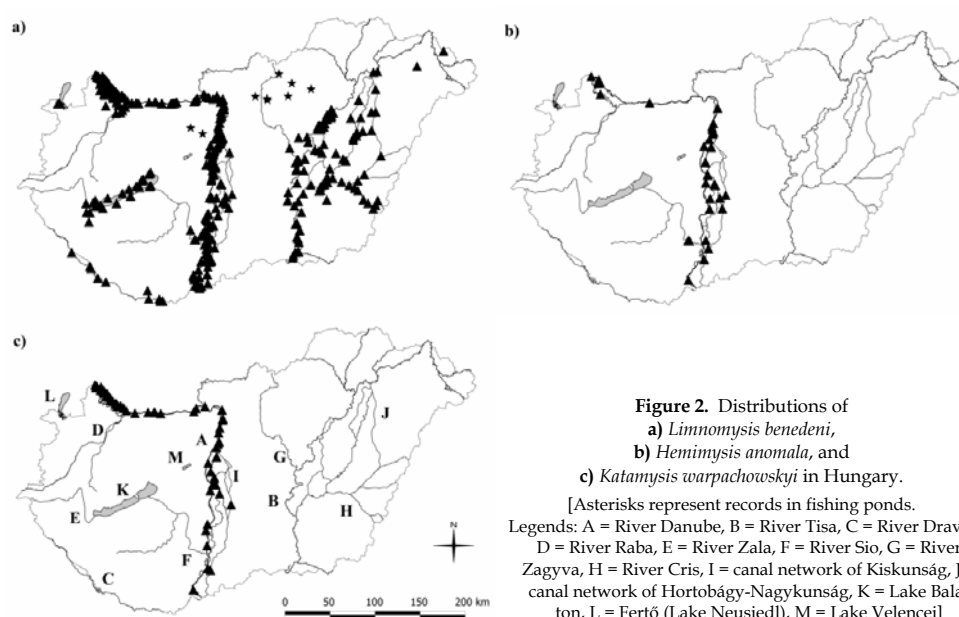 a)
b)
c)
L
D
A
M
K
E
F
C
I
G
B
J
H
N
0 50 100 150 200 km
Figure 2. Distributions of
a) Limnomysis benedeni,
b) Hemimysis anomala, and
c) Katamysis warpachowskyi in Hungary.
[Asterisks represent records in fishing ponds.
Legends: A = River Danube, B = River Tisa, C = River Drav
D = River Raba, E = River Zala, F = River Sio, G = River
Zagyva, H = River Cris, I = canal network of Kiskunság, J
canal network of Hortobágy-Nagykunság, K = Lake Bala
ton, L = Fertő (Lake Neusiedl), M = Lake Velencei]